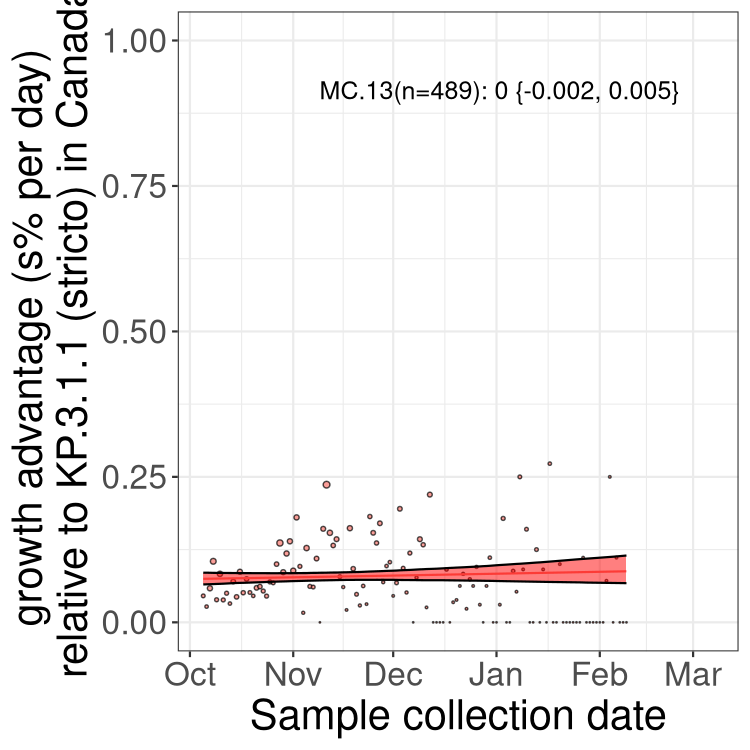 growth advantage (s% per day)
relative to KP.3.1.1 (stricto) in Canada
1.00
0.75
0.50
0.25
0.00
MC.13(n=489): 0 {-0.002, 0.005}
Oct Nov Dec Jan Feb Mar
Sample collection date